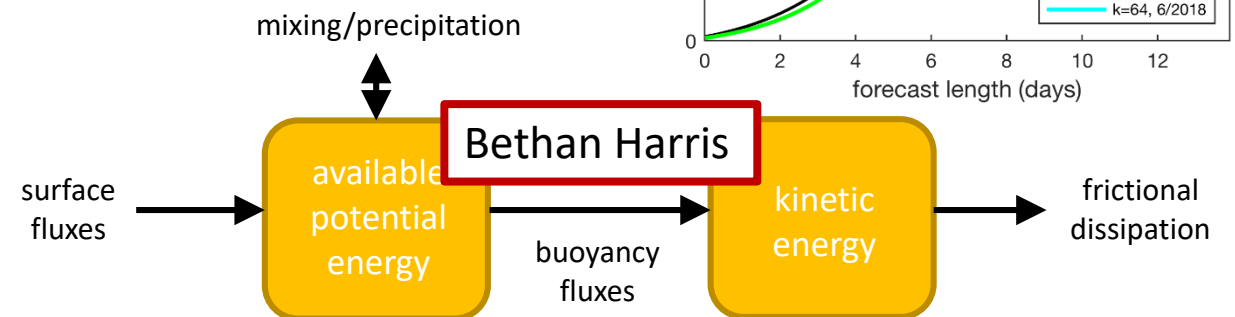 mixing/precipitation
k=64, 6/2018
0
0 2 4 6 8 10 12
forecast length (days)
Bethan Harris
surface
fluxes
available
potential
energy
buoyancy
fluxes
kinetic
energy
frictional
dissipation